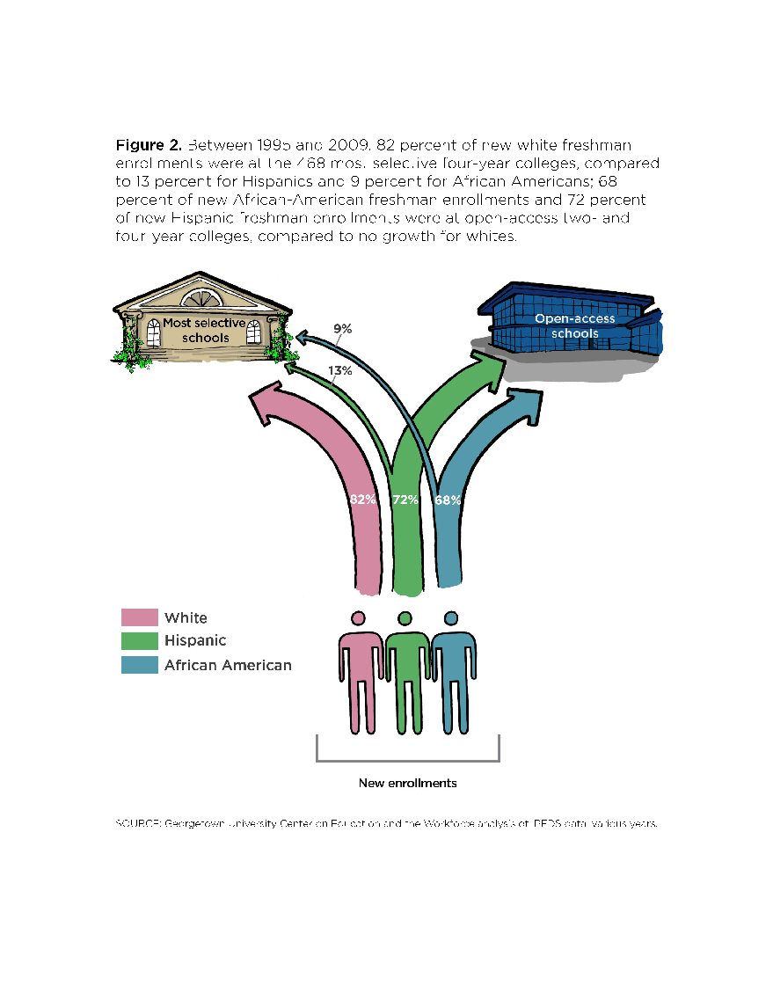 Figure 2. Between 1995 and 2009, 82 percent of new white freshman
enrollments were at the 468 most selective four-year colleges, compared
to 13 percent for Hispanics and 9 percent for African Americans; 68
percent of new African-American freshman enrollments and 72 percent
of new Hispanic freshman enrollments were at open-access two- and
four-year colleges, compared to no growth for whites.
Most selective
schools
Open-access
schools
9%
13%
82%
72%
68%
White
Hispanic
African American
New enrollments
SOURCE: Georgetown University Center on Education and the Workforce analysis of IPEDS data, various years.